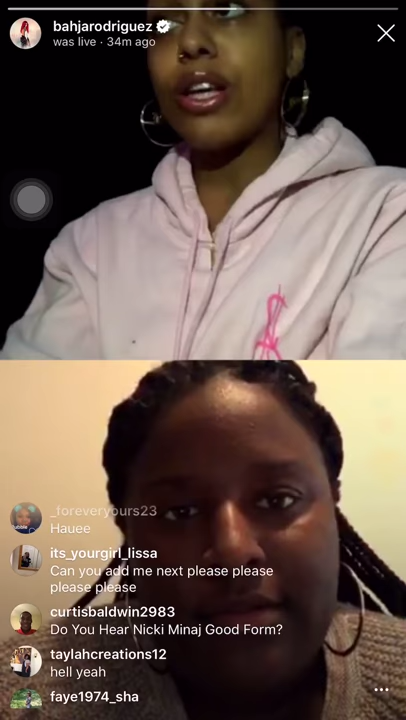 bahjarodriguez
was live · 34m ago
_foreveryours23
Hauee
its_yourgirl_lissa
Can you add me next please please
please please
curtisbaldwin2983
Do You Hear Nicki Minaj Good Form?
taylahcreations12
hell yeah
faye1974_sha